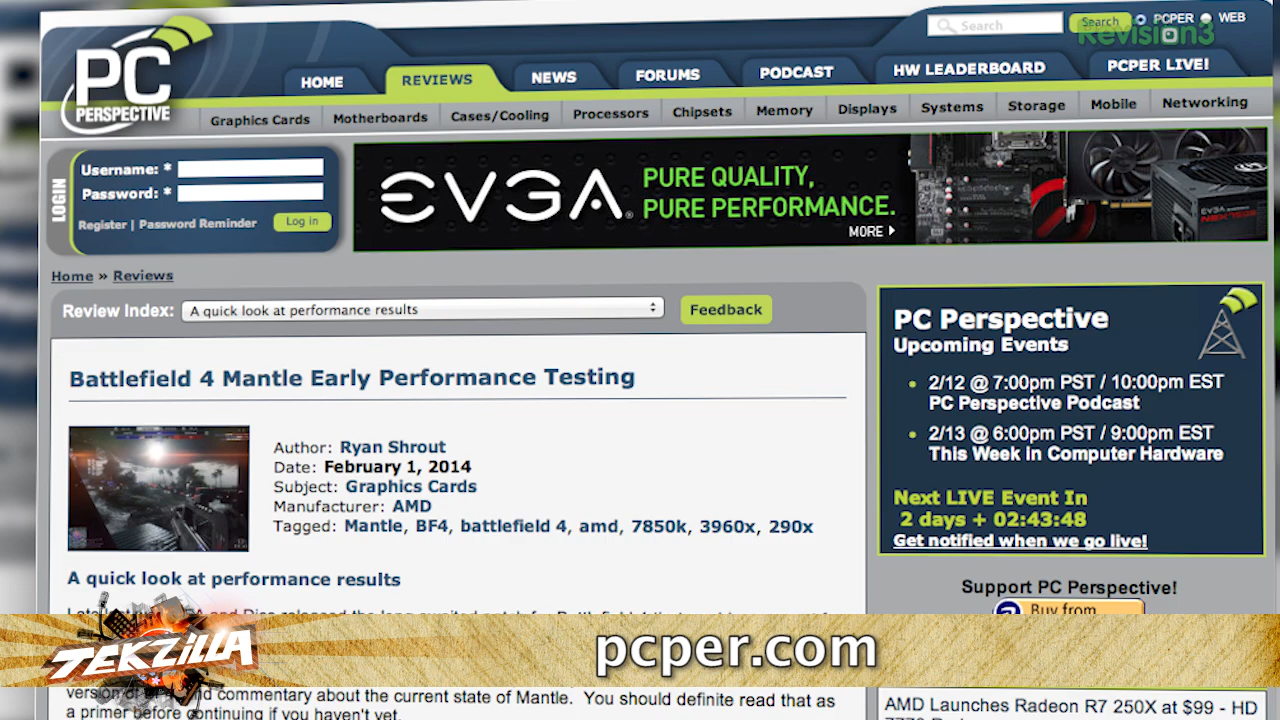 PC
PERSPECTIVE
Search
Search
PCPER
WEB
Revision3
HOME
REVIEWS
NEWS
FORUMS
PODCAST
HW LEADERBOARD
PCPER LIVE!
Graphics Cards
Motherboards
Cases/Cooling
Processors
Chipsets
Memory
Displays
Systems
Storage
Mobile
Networking
LOGIN
Username: *
Password: *
Register | Password Reminder
Log in
EVGA
PURE QUALITY,
PURE PERFORMANCE.
MORE
EVGA
Home » Reviews
Review Index:
A quick look at performance results
Feedback
Battlefield 4 Mantle Early Performance Testing
Author: Ryan Shrout
Date: February 1, 2014
Subject: Graphics Cards
Manufacturer: AMD
Tagged: Mantle, BF4, battlefield 4, amd, 7850k, 3960x, 290x
A quick look at performance results
PC Perspective
Upcoming Events
2/12 @ 7:00pm PST / 10:00pm EST
PC Perspective Podcast
2/13 @ 6:00pm PST / 9:00pm EST
This Week in Computer Hardware
Next LIVE Event In
2 days + 02:43:48
Get notified when we go live!
Support PC Perspective!
Buy from
TEKZILLA
pcper.com
version of and commentary about the current state of Mantle. You should definite read that as
a primer before continuing if you haven't yet.
AMD Launches Radeon R7 250X at $99 - HD